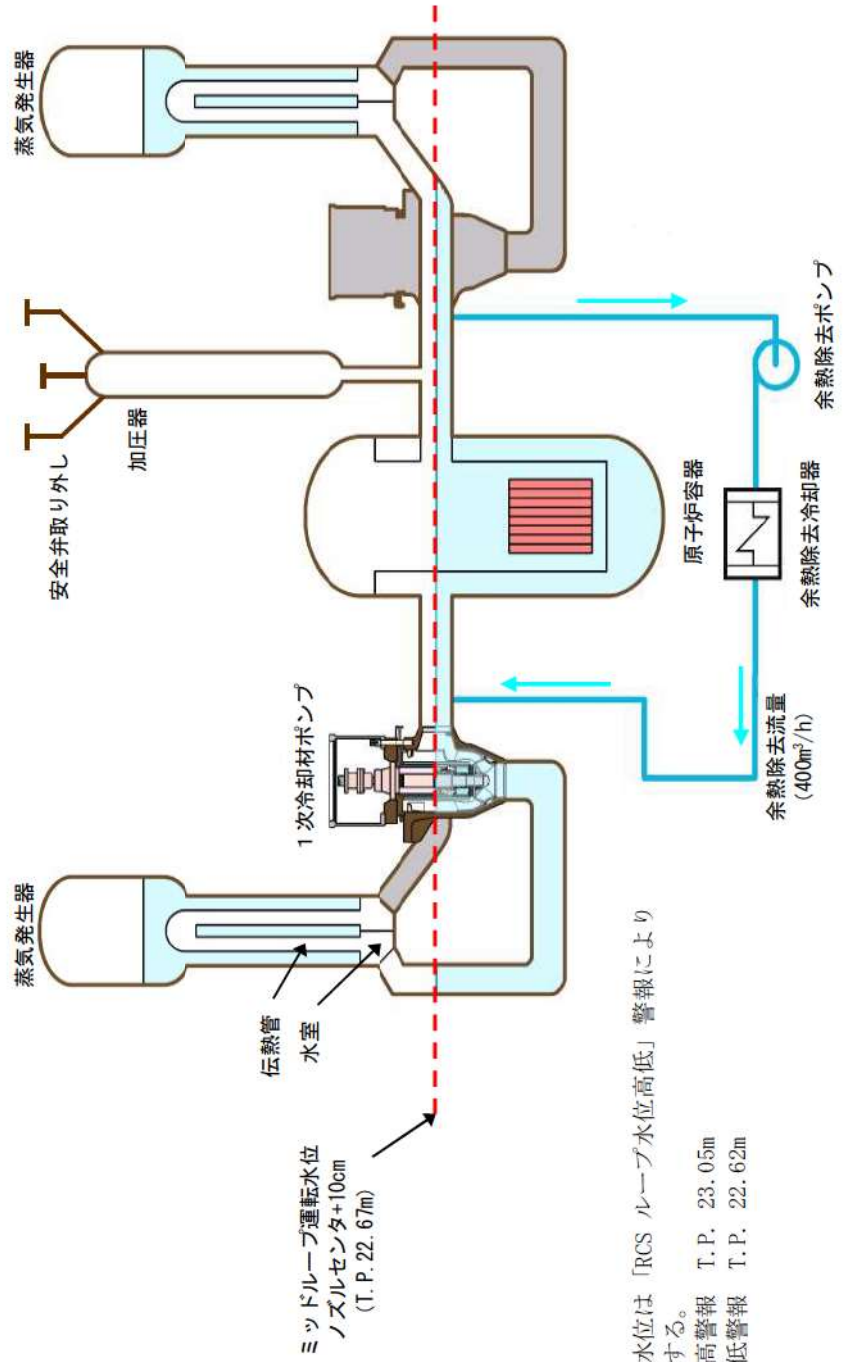 蒸気発生器
蒸気発生器
安全弁取り外し
加圧器
1次冷却材ポンプ
伝熱管
水室
ミッドループ運転水位
ノズルセンタ+10cm
(T.P.22.67m)
原子炉容器
余熱除去冷却器
余熱除去ポンプ
余熱除去流量
(400m³/h)
水位は「RCS ループ水位高低」警報により
する。
高警報 T.P. 23.05m
低警報 T.P. 22.62m